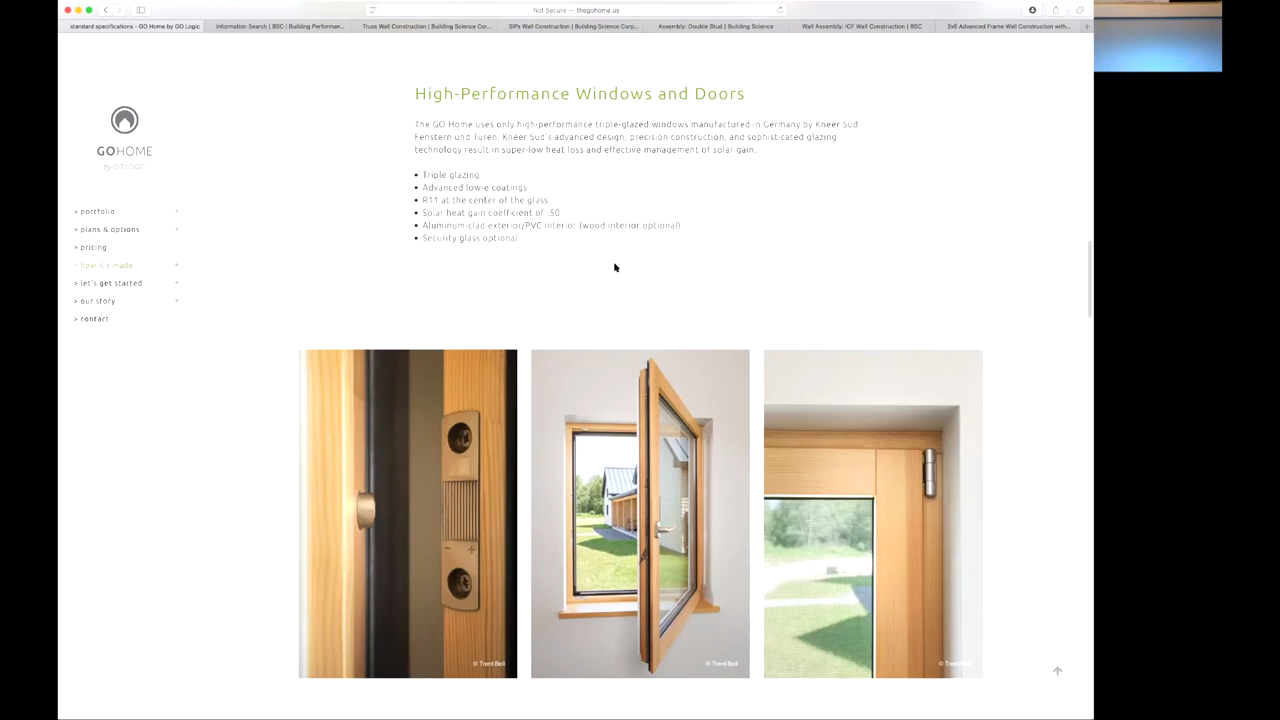 Not Secure — thegohome.us
standard specifications - GO Home by GO Logic
Information Search | BSC | Building Performan...
Truss Wall Construction | Building Science Cor...
SIPs Wall Construction | Building Science Corp...
Assembly: Double Stud | Building Science
Wall Assembly: ICF Wall Construction | BSC
2x6 Advanced Frame Wall Construction with...
GOHOME
by GO LOGIC
> portfolio +
> plans & options +
> pricing
> how it's made +
> let's get started +
> our story +
> contact
High-Performance Windows and Doors
The GO Home uses only high-performance triple-glazed windows manufactured in Germany by Kneer Sud
Fenstern und Turen. Kneer Sud's advanced design, precision construction, and sophisticated glazing
technology result in super-low heat loss and effective management of solar gain.
• Triple glazing
• Advanced low-e coatings
• R11 at the center of the glass
• Solar heat gain coefficient of .50
• Aluminum-clad exterior/PVC interior (wood interior optional)
• Security glass optional
© Trent Bell
© Trent Bell
© Trent Bell